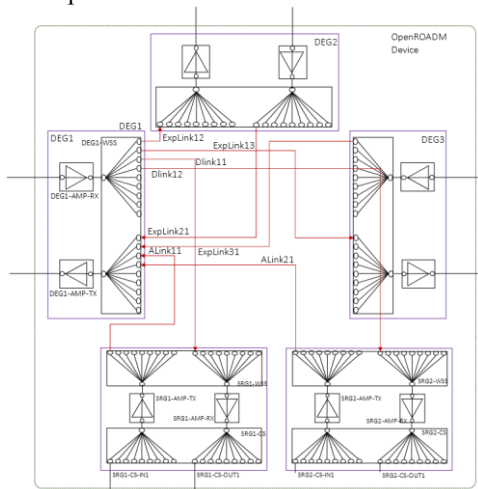 OpenROADM
Device
DEG2
DEG1
DEG1
DEG3
DEG1-WSS
ExpLink12
ExpLink13
Dlink11
Dlink12
DEG1-AMP-RX
ExpLink21
ALink11
ExpLink31
ALink21
DEG1-AMP-TX
SRG1-WSS
SRG1-AMP-TX
SRG1-AMP-RX
SRG1-CS
SRG1-CS-IN1
SRG1-CS-OUT1
SRG2-WSS
SRG2-AMP-TX
SRG2-AMP-RX
SRG2-CS
SRG2-CS-IN1
SRG2-CS-OUT1